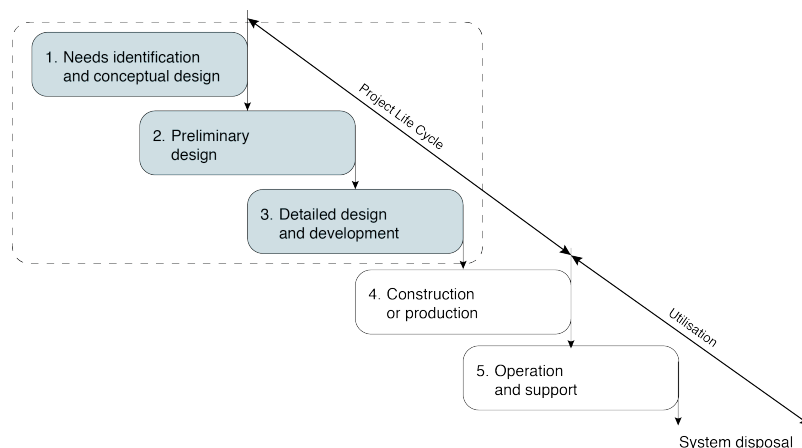 1. Needs identification
and conceptual design
2. Preliminary
design
Project Life Cycle
3. Detailed design
and development
4. Construction
or production
Utilisation
5. Operation
and support
System disposal